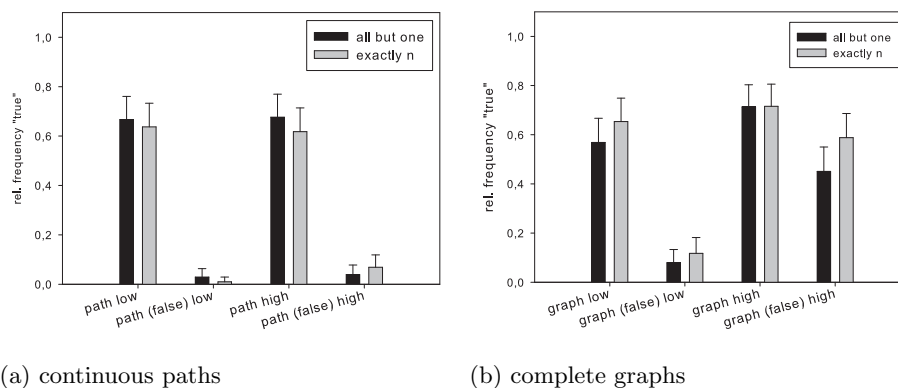 1,0
0,8
0,6
0,4
0,2
0,0
rel. frequency "true"
all but one
exactly n
path low
path (false) low
path high
path (false) high
(a) continuous paths
1,0
0,8
0,6
0,4
0,2
0,0
rel. frequency "true"
all but one
exactly n
graph low
graph (false) low
graph high
graph (false) high
(b) complete graphs